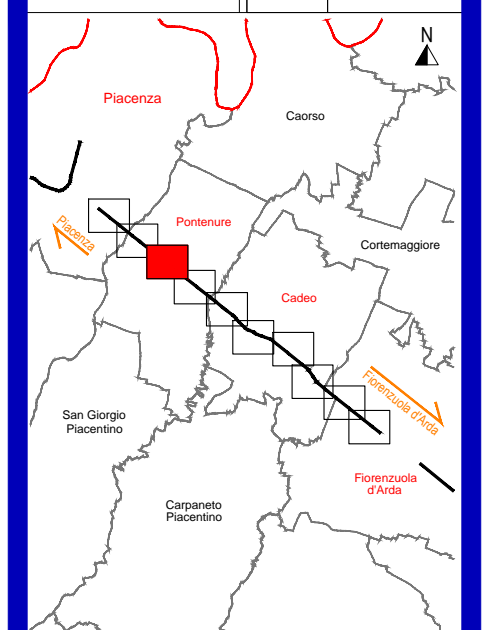 N
Piacenza
Caorso
Pontenure
Piacenza
Cortemaggiore
Cadeo
Fiorenzuola d'Arda
San Giorgio
Piacentino
Fiorenzuola
d'Arda
Carpaneto
Piacentino